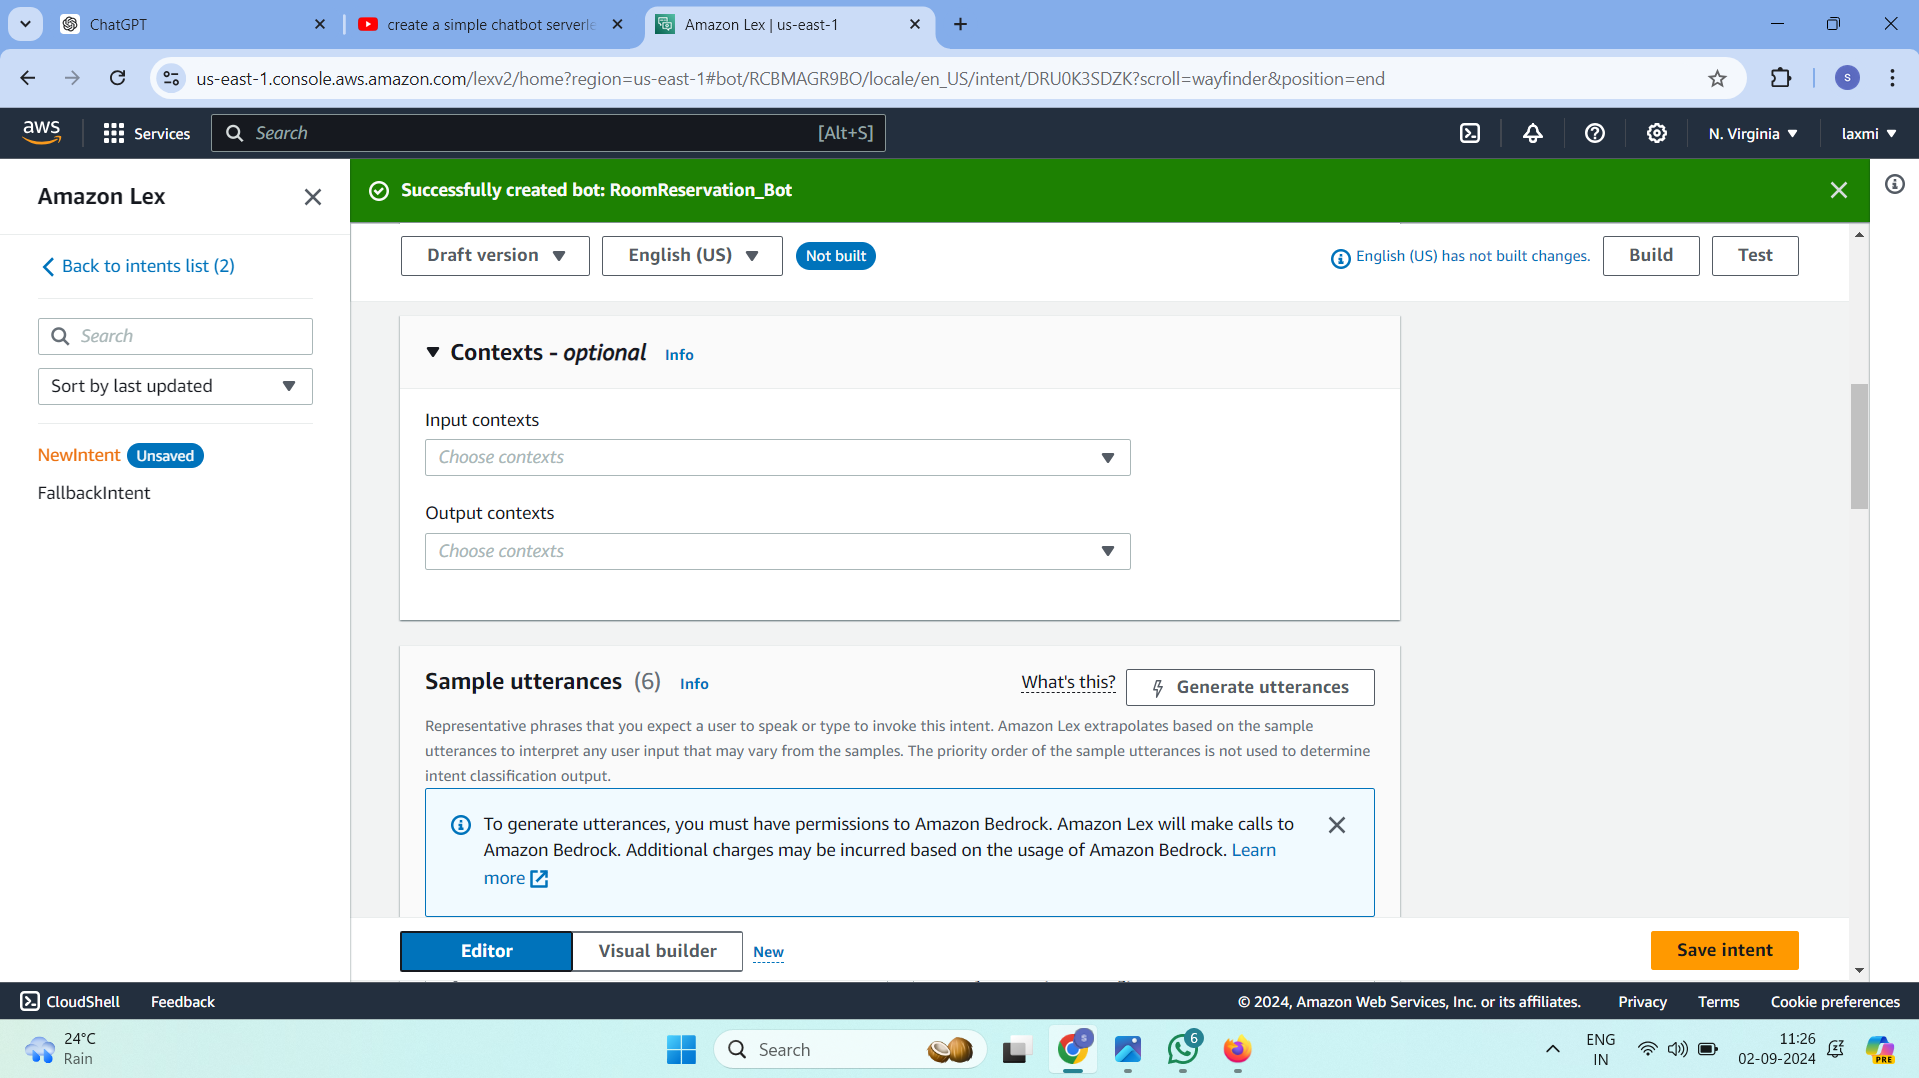 ChatGPT
create a simple chatbot serverle
Amazon Lex | us-east-1
us-east-1.console.aws.amazon.com/lexv2/home?region=us-east-1#bot/RCBMAGR9BO/locale/en_US/intent/DRU0K3SDZK?scroll=wayfinder&position=end
S
aws
Services
Search
[Alt+S]
N. Virginia
laxmi
Amazon Lex
Successfully created bot: RoomReservation_Bot
Back to intents list (2)
Draft version
English (US)
Not built
English (US) has not built changes.
Build
Test
Search
Sort by last updated
NewIntent
Unsaved
FallbackIntent
Contexts - optional
Info
Input contexts
Choose contexts
Output contexts
Choose contexts
Sample utterances (6)
Info
What's this?
Generate utterances
Representative phrases that you expect a user to speak or type to invoke this intent. Amazon Lex extrapolates based on the sample
utterances to interpret any user input that may vary from the samples. The priority order of the sample utterances is not used to determine
intent classification output.
To generate utterances, you must have permissions to Amazon Bedrock. Amazon Lex will make calls to
Amazon Bedrock. Additional charges may be incurred based on the usage of Amazon Bedrock. Learn
more
Editor
Visual builder
New
Save intent
CloudShell
Feedback
© 2024, Amazon Web Services, Inc. or its affiliates.
Privacy
Terms
Cookie preferences
24°C
Rain
Search
S
6
ENG
IN
11:26
02-09-2024
PRE